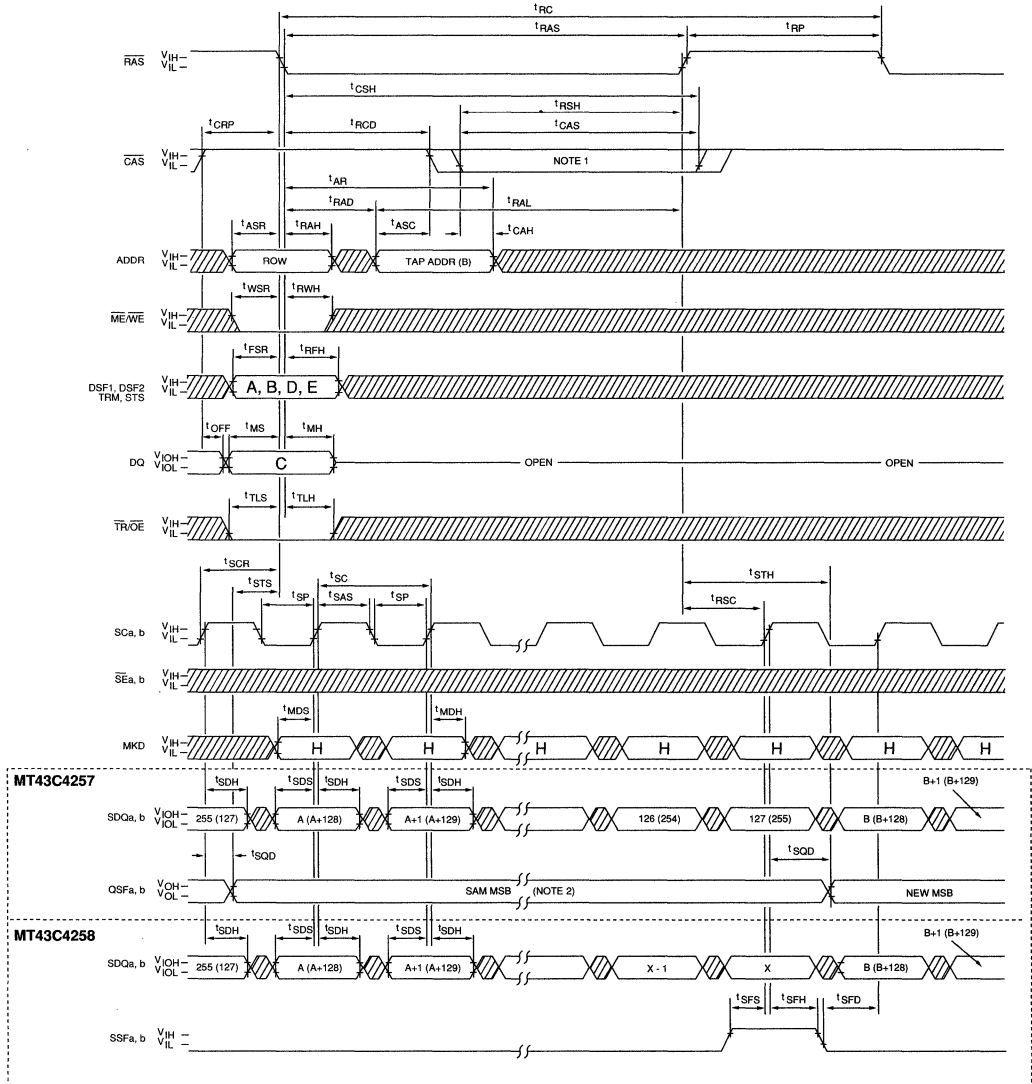 tRC
tRAS tRP
RAS VIH VIL
tCSH
tRSH
tCRP tRCD tCAS
CAS VIH VIL NOTE 1
tAR
tRAD tRAL
tASR tRAH tASC tCAH
ADDR VIH VIL ROW TAP ADDR (B)
tWSR tRWH
ME/WE VIH VIL
tFSR tRFH
DSF1, DSF2 TRM, STS VIH VIL A, B, D, E
tOFF tMS tMH
DQ VIOH VIOL C OPEN OPEN
tTLS tTLH
TR/OE VIH VIL
tSCR tSC tSTH
tSTS tSP tSAS tSP tRSC
SCa, b VIH VIL
SEa, b VIH VIL
tMDS tMDH
MKD VIH VIL H H H H H H H
MT43C4257
tSDH tSDS tSDH tSDS tSDH B+1 (B+129)
SDQa, b VIOH VIOL 255 (127) A (A+128) A+1 (A+129) 126 (254) 127 (255) B (B+128)
tSQD tSQD
QSFa, b VOH VOL SAM MSB (NOTE 2) NEW MSB
MT43C4258
tSDH tSDS tSDH tSDS tSDH B+1 (B+129)
SDQa, b VIOH VIOL 255 (127) A (A+128) A+1 (A+129) X - 1 X B (B+128)
tSFS tSFH tSFD
SSFa, b VIH VIL